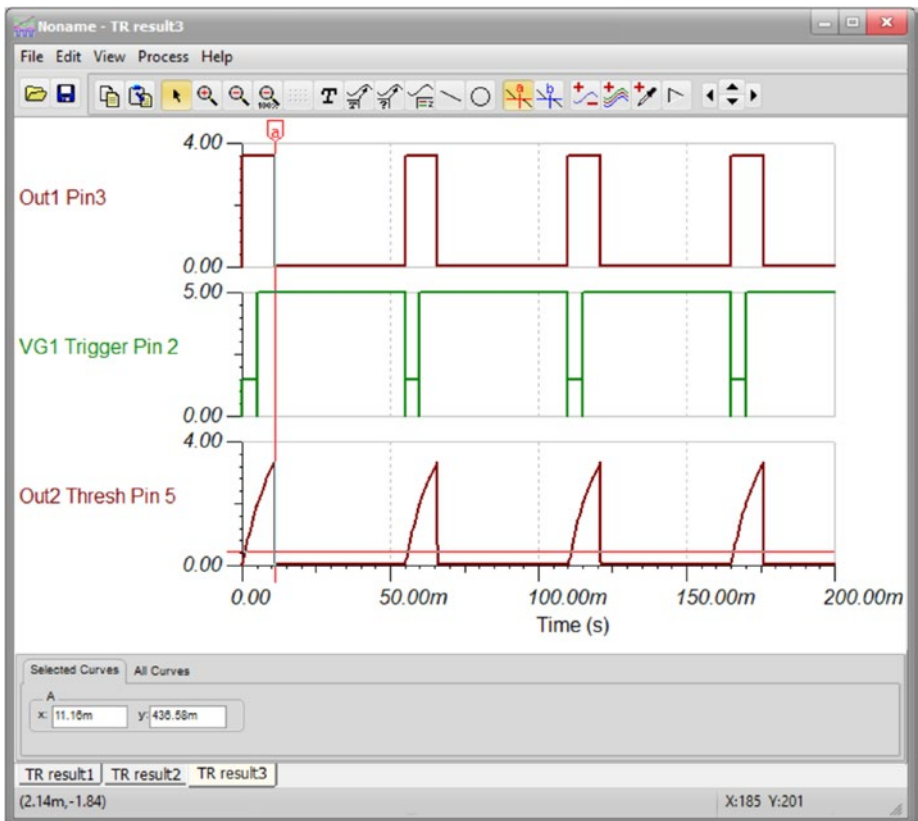 Noname - TR result3
File Edit View Process Help
100%
T
a
b
a
4.00
Out1 Pin3
0.00
5.00
VG1 Trigger Pin 2
0.00
4.00
Out2 Thresh Pin 5
0.00
0.00 50.00m 100.00m 150.00m 200.00m
Time (s)
Selected Curves All Curves
A
x: 11.16m y: 436.58m
TR result1 TR result2 TR result3
(2.14m,-1.84) X:185 Y:201